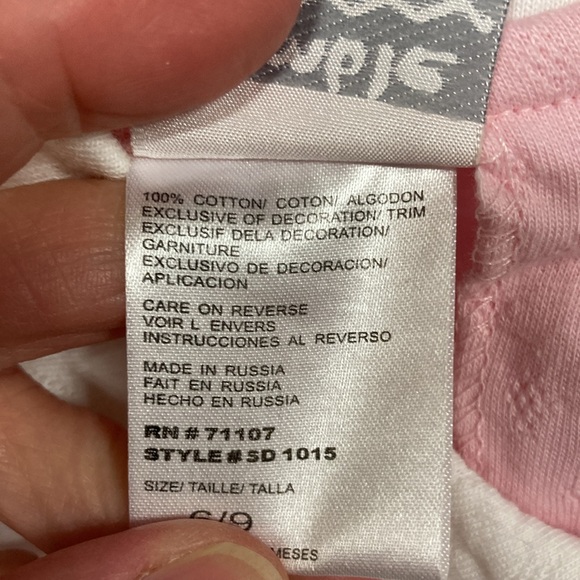 100% COTTON/ COTON/ ALGODON
EXCLUSIVE OF DECORATION/ TRIM
EXCLUSIF DELA DECORATION/
GARNITURE
EXCLUSIVO DE DECORACION/
APLICACION
CARE ON REVERSE
VOIR L ENVERS
INSTRUCCIONES AL REVERSO
MADE IN RUSSIA
FAIT EN RUSSIA
HECHO EN RUSSIA
RN # 71107
STYLE#SD 1015
SIZE/ TAILLE/ TALLA
6/9
MESES